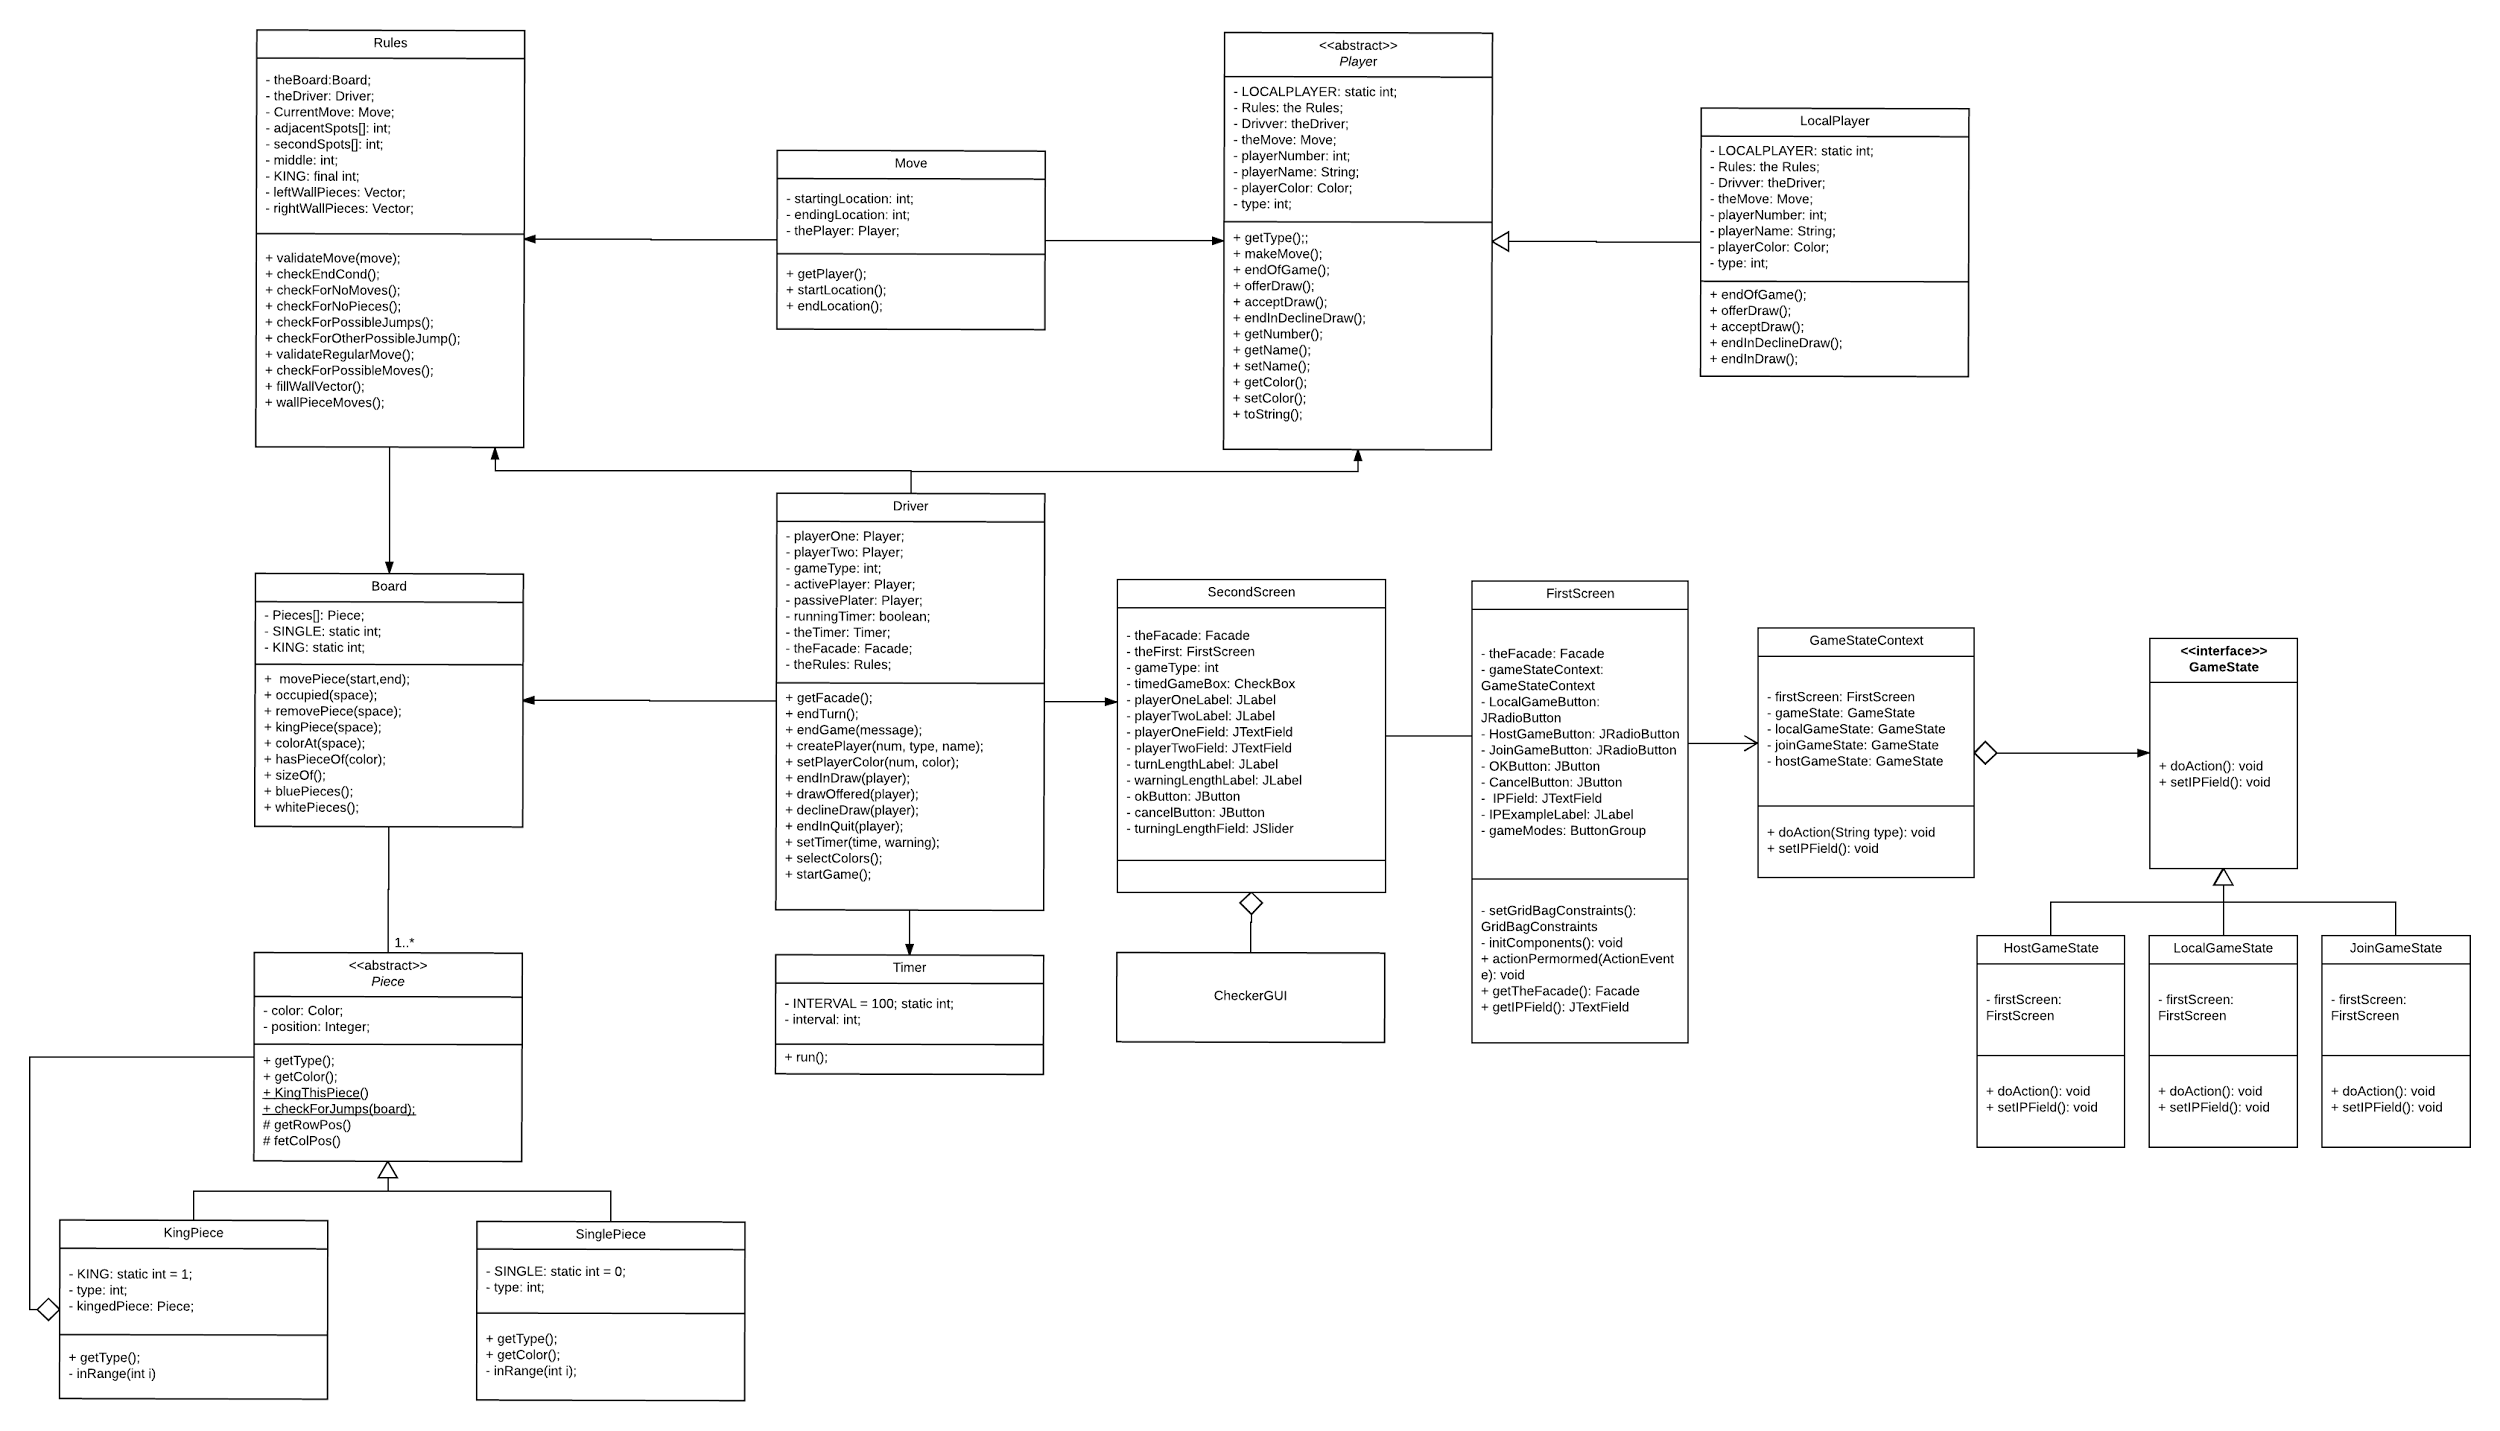 Rules
- theBoard:Board;
- theDriver: Driver;
- CurrentMove: Move;
- adjacentSpots[]: int;
- secondSpots[]: int;
- middle: int;
- KING: final int;
- leftWallPieces: Vector;
- rightWallPieces: Vector;
+ validateMove(move);
+ checkEndCond();
+ checkForNoMoves();
+ checkForNoPieces();
+ checkForPossibleJumps();
+ checkForOtherPossibleJump();
+ validateRegularMove();
+ checkForPossibleMoves();
+ fillWallVector();
+ wallPieceMoves();
Move
- startingLocation: int;
- endingLocation: int;
- thePlayer: Player;
+ getPlayer();
+ startLocation();
+ endLocation();
<<abstract>>
Player
- LOCALPLAYER: static int;
- Rules: the Rules;
- Drivver: theDriver;
- theMove: Move;
- playerNumber: int;
- playerName: String;
- playerColor: Color;
- type: int;
+ getType();;
+ makeMove();
+ endOfGame();
+ offerDraw();
+ acceptDraw();
+ endInDeclineDraw();
+ getNumber();
+ getName();
+ setName();
+ getColor();
+ setColor();
+ toString();
LocalPlayer
- LOCALPLAYER: static int;
- Rules: the Rules;
- Drivver: theDriver;
- theMove: Move;
- playerNumber: int;
- playerName: String;
- playerColor: Color;
- type: int;
+ endOfGame();
+ offerDraw();
+ acceptDraw();
+ endInDeclineDraw();
+ endInDraw();
Board
- Pieces[]: Piece;
- SINGLE: static int;
- KING: static int;
+  movePiece(start,end);
+ occupied(space);
+ removePiece(space);
+ kingPiece(space);
+ colorAt(space);
+ hasPieceOf(color);
+ sizeOf();
+ bluePieces();
+ whitePieces();
1..*
Driver
- playerOne: Player;
- playerTwo: Player;
- gameType: int;
- activePlayer: Player;
- passivePlater: Player;
- runningTimer: boolean;
- theTimer: Timer;
- theFacade: Facade;
- theRules: Rules;
+ getFacade();
+ endTurn();
+ endGame(message);
+ createPlayer(num, type, name);
+ setPlayerColor(num, color);
+ endInDraw(player);
+ drawOffered(player);
+ declineDraw(player);
+ endInQuit(player);
+ setTimer(time, warning);
+ selectColors();
+ startGame();
SecondScreen
- theFacade: Facade
- theFirst: FirstScreen
- gameType: int
- timedGameBox: CheckBox
- playerOneLabel: JLabel
- playerTwoLabel: JLabel
- playerOneField: JTextField
- playerTwoField: JTextField
- turnLengthLabel: JLabel
- warningLengthLabel: JLabel
- okButton: JButton
- cancelButton: JButton
- turningLengthField: JSlider
FirstScreen
- theFacade: Facade
- gameStateContext:
GameStateContext
- LocalGameButton:
JRadioButton
- HostGameButton: JRadioButton
- JoinGameButton: JRadioButton
- OKButton: JButton
- CancelButton: JButton
-  IPField: JTextField
- IPExampleLabel: JLabel
- gameModes: ButtonGroup
- setGridBagConstraints():
GridBagConstraints
- initComponents(): void
+ actionPermormed(ActionEvent
e): void
+ getTheFacade(): Facade
+ getIPField(): JTextField
GameStateContext
- firstScreen: FirstScreen
- gameState: GameState
- localGameState: GameState
- joinGameState: GameState
- hostGameState: GameState
+ doAction(String type): void
+ setIPField(): void
<<interface>>
GameState
+ doAction(): void
+ setIPField(): void
<<abstract>>
Piece
- color: Color;
- position: Integer;
+ getType();
+ getColor();
+ KingThisPiece()
+ checkForJumps(board);
# getRowPos()
# fetColPos()
Timer
- INTERVAL = 100; static int;
- interval: int;
+ run();
CheckerGUI
HostGameState
- firstScreen:
FirstScreen
+ doAction(): void
+ setIPField(): void
LocalGameState
- firstScreen:
FirstScreen
+ doAction(): void
+ setIPField(): void
JoinGameState
- firstScreen:
FirstScreen
+ doAction(): void
+ setIPField(): void
KingPiece
- KING: static int = 1;
- type: int;
- kingedPiece: Piece;
+ getType();
- inRange(int i)
SinglePiece
- SINGLE: static int = 0;
- type: int;
+ getType();
+ getColor();
- inRange(int i);